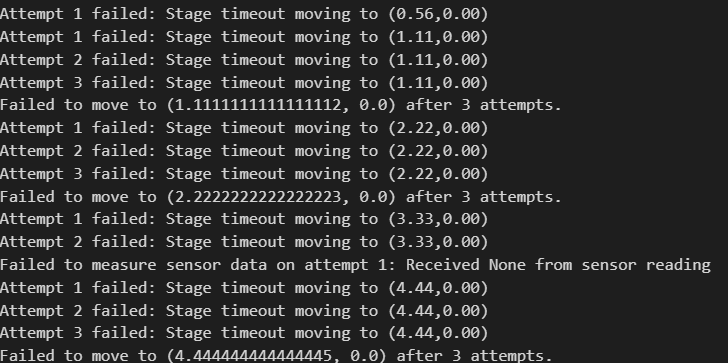 Attempt 1 failed: Stage timeout moving to (0.56,0.00)
Attempt 1 failed: Stage timeout moving to (1.11,0.00)
Attempt 2 failed: Stage timeout moving to (1.11,0.00)
Attempt 3 failed: Stage timeout moving to (1.11,0.00)
Failed to move to (1.1111111111111112, 0.0) after 3 attempts.
Attempt 1 failed: Stage timeout moving to (2.22,0.00)
Attempt 2 failed: Stage timeout moving to (2.22,0.00)
Attempt 3 failed: Stage timeout moving to (2.22,0.00)
Failed to move to (2.2222222222222223, 0.0) after 3 attempts.
Attempt 1 failed: Stage timeout moving to (3.33,0.00)
Attempt 2 failed: Stage timeout moving to (3.33,0.00)
Failed to measure sensor data on attempt 1: Received None from sensor reading
Attempt 1 failed: Stage timeout moving to (4.44,0.00)
Attempt 2 failed: Stage timeout moving to (4.44,0.00)
Attempt 3 failed: Stage timeout moving to (4.44,0.00)
Failed to move to (4.444444444444445, 0.0) after 3 attempts.